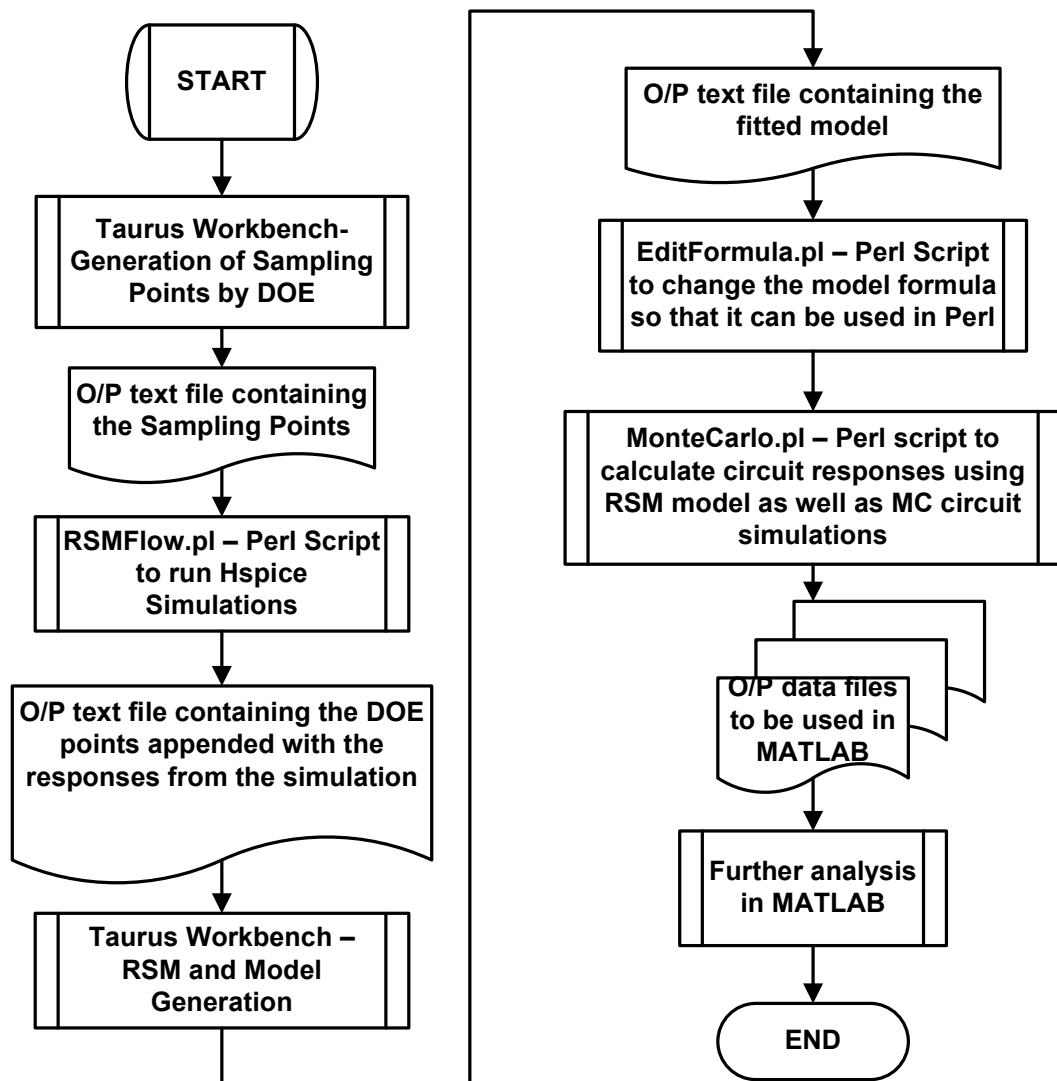 START
Taurus Workbench-
Generation of Sampling
Points by DOE
O/P text file containing
the Sampling Points
RSMFlow.pl – Perl Script
to run Hspice
Simulations
O/P text file containing the DOE
points appended with the
responses from the simulation
Taurus Workbench –
RSM and Model
Generation
O/P text file containing the
fitted model
EditFormula.pl – Perl Script
to change the model formula
so that it can be used in Perl
MonteCarlo.pl – Perl script to
calculate circuit responses using
RSM model as well as MC circuit
simulations
O/P data files
to be used in
MATLAB
Further analysis
in MATLAB
END